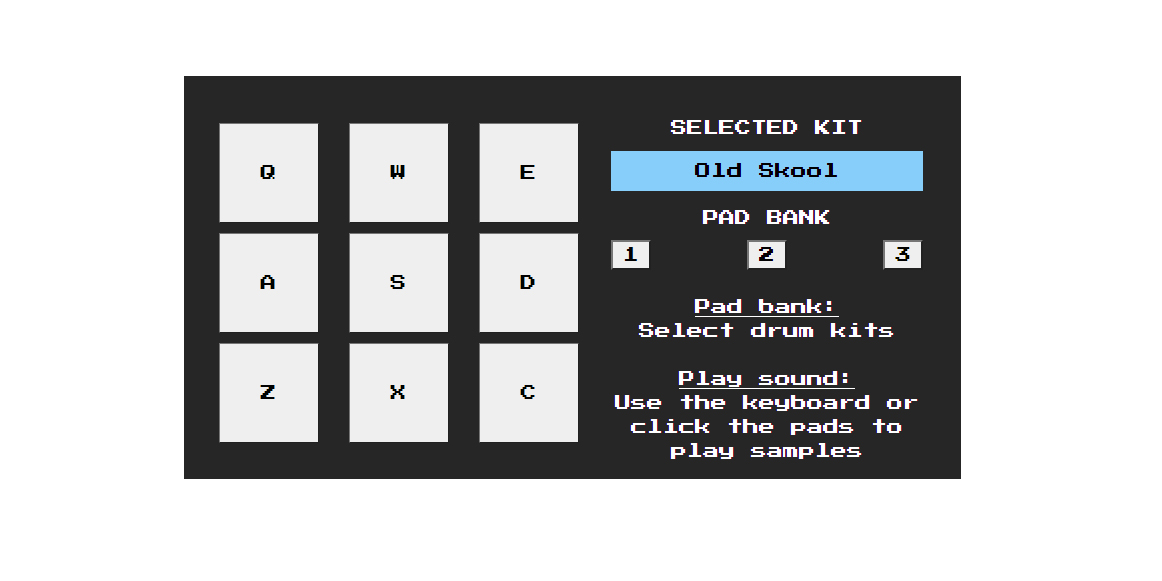 Q W E
A S D
Z X C
SELECTED KIT
Old Skool
PAD BANK
1 2 3
Pad bank:
Select drum kits
Play sound:
Use the keyboard or
click the pads to
play samples